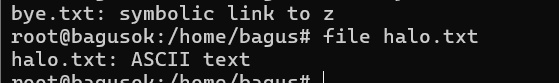 bye.txt: symbolic link to z
root@bagusok:/home/bagus# file halo.txt
halo.txt: ASCII text
root@bagusok:/home/bagus#